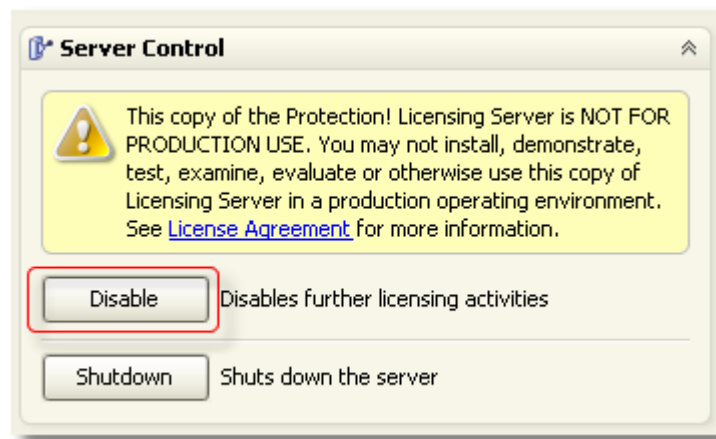 Server Control
This copy of the Protection! Licensing Server is NOT FOR
PRODUCTION USE. You may not install, demonstrate,
test, examine, evaluate or otherwise use this copy of
Licensing Server in a production operating environment.
See License Agreement for more information.
Disable Disables further licensing activities
Shutdown Shuts down the server